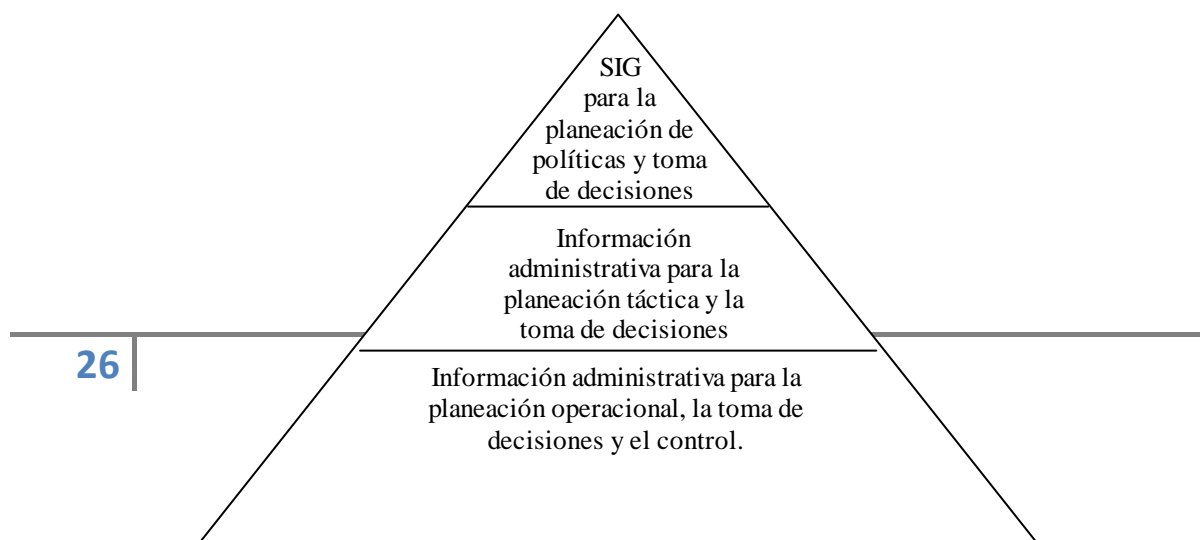 SIG
para la
planeación de
políticas y toma
de decisiones
Información
administrativa para la
planeación táctica y la
toma de decisiones
26
Información administrativa para la
planeación operacional, la toma de
decisiones y el control.